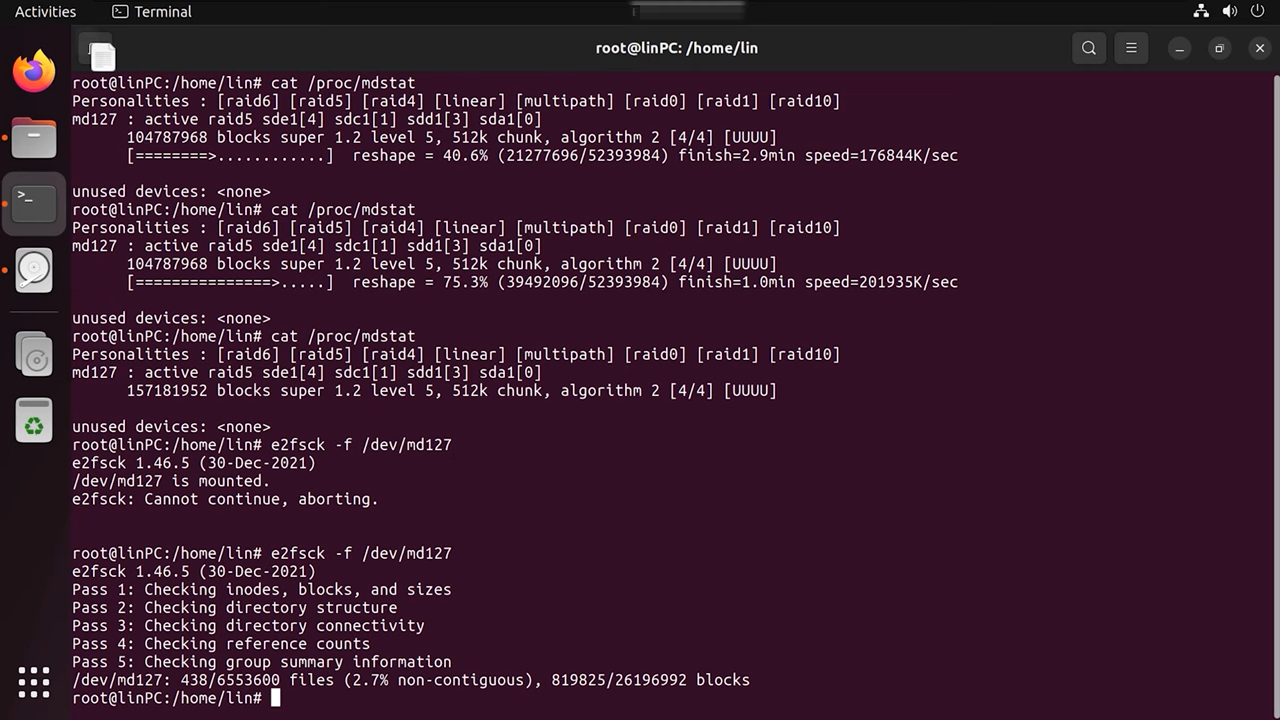 Activities
Terminal
root@linPC: /home/lin
root@linPC:/home/lin# cat /proc/mdstat
Personalities : [raid6] [raid5] [raid4] [linear] [multipath] [raid0] [raid1] [raid10]
md127 : active raid5 sde1[4] sdc1[1] sdd1[3] sda1[0]
      104787968 blocks super 1.2 level 5, 512k chunk, algorithm 2 [4/4] [UUUU]
      [========>............]  reshape = 40.6% (21277696/52393984) finish=2.9min speed=176844K/sec
unused devices: <none>
root@linPC:/home/lin# cat /proc/mdstat
Personalities : [raid6] [raid5] [raid4] [linear] [multipath] [raid0] [raid1] [raid10]
md127 : active raid5 sde1[4] sdc1[1] sdd1[3] sda1[0]
      104787968 blocks super 1.2 level 5, 512k chunk, algorithm 2 [4/4] [UUUU]
      [===============>.....]  reshape = 75.3% (39492096/52393984) finish=1.0min speed=201935K/sec
unused devices: <none>
root@linPC:/home/lin# cat /proc/mdstat
Personalities : [raid6] [raid5] [raid4] [linear] [multipath] [raid0] [raid1] [raid10]
md127 : active raid5 sde1[4] sdc1[1] sdd1[3] sda1[0]
      157181952 blocks super 1.2 level 5, 512k chunk, algorithm 2 [4/4] [UUUU]
unused devices: <none>
root@linPC:/home/lin# e2fsck -f /dev/md127
e2fsck 1.46.5 (30-Dec-2021)
/dev/md127 is mounted.
e2fsck: Cannot continue, aborting.
root@linPC:/home/lin# e2fsck -f /dev/md127
e2fsck 1.46.5 (30-Dec-2021)
Pass 1: Checking inodes, blocks, and sizes
Pass 2: Checking directory structure
Pass 3: Checking directory connectivity
Pass 4: Checking reference counts
Pass 5: Checking group summary information
/dev/md127: 438/6553600 files (2.7% non-contiguous), 819825/26196992 blocks
root@linPC:/home/lin#